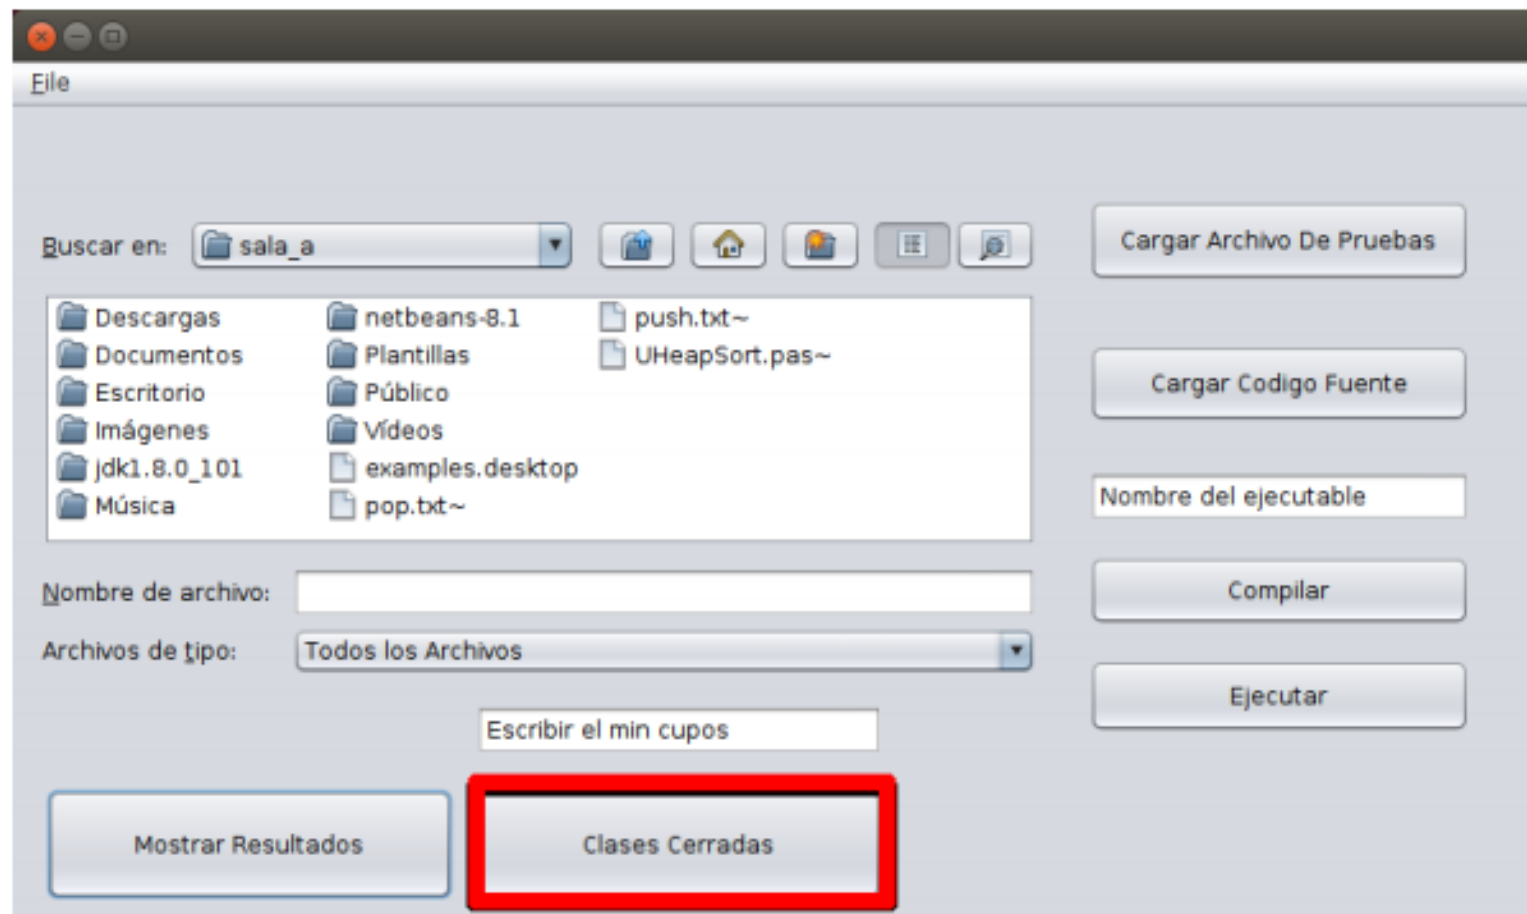 File
Buscar en: sala_a
Cargar Archivo De Pruebas
Descargas netbeans-8.1 push.txt~
Documentos Plantillas UHeapSort.pas~
Escritorio Público
Imágenes Vídeos
jdk1.8.0_101 examples.desktop
Música pop.txt~
Cargar Codigo Fuente
Nombre del ejecutable
Nombre de archivo:
Compilar
Archivos de tipo: Todos los Archivos
Ejecutar
Escribir el min cupos
Mostrar Resultados
Clases Cerradas